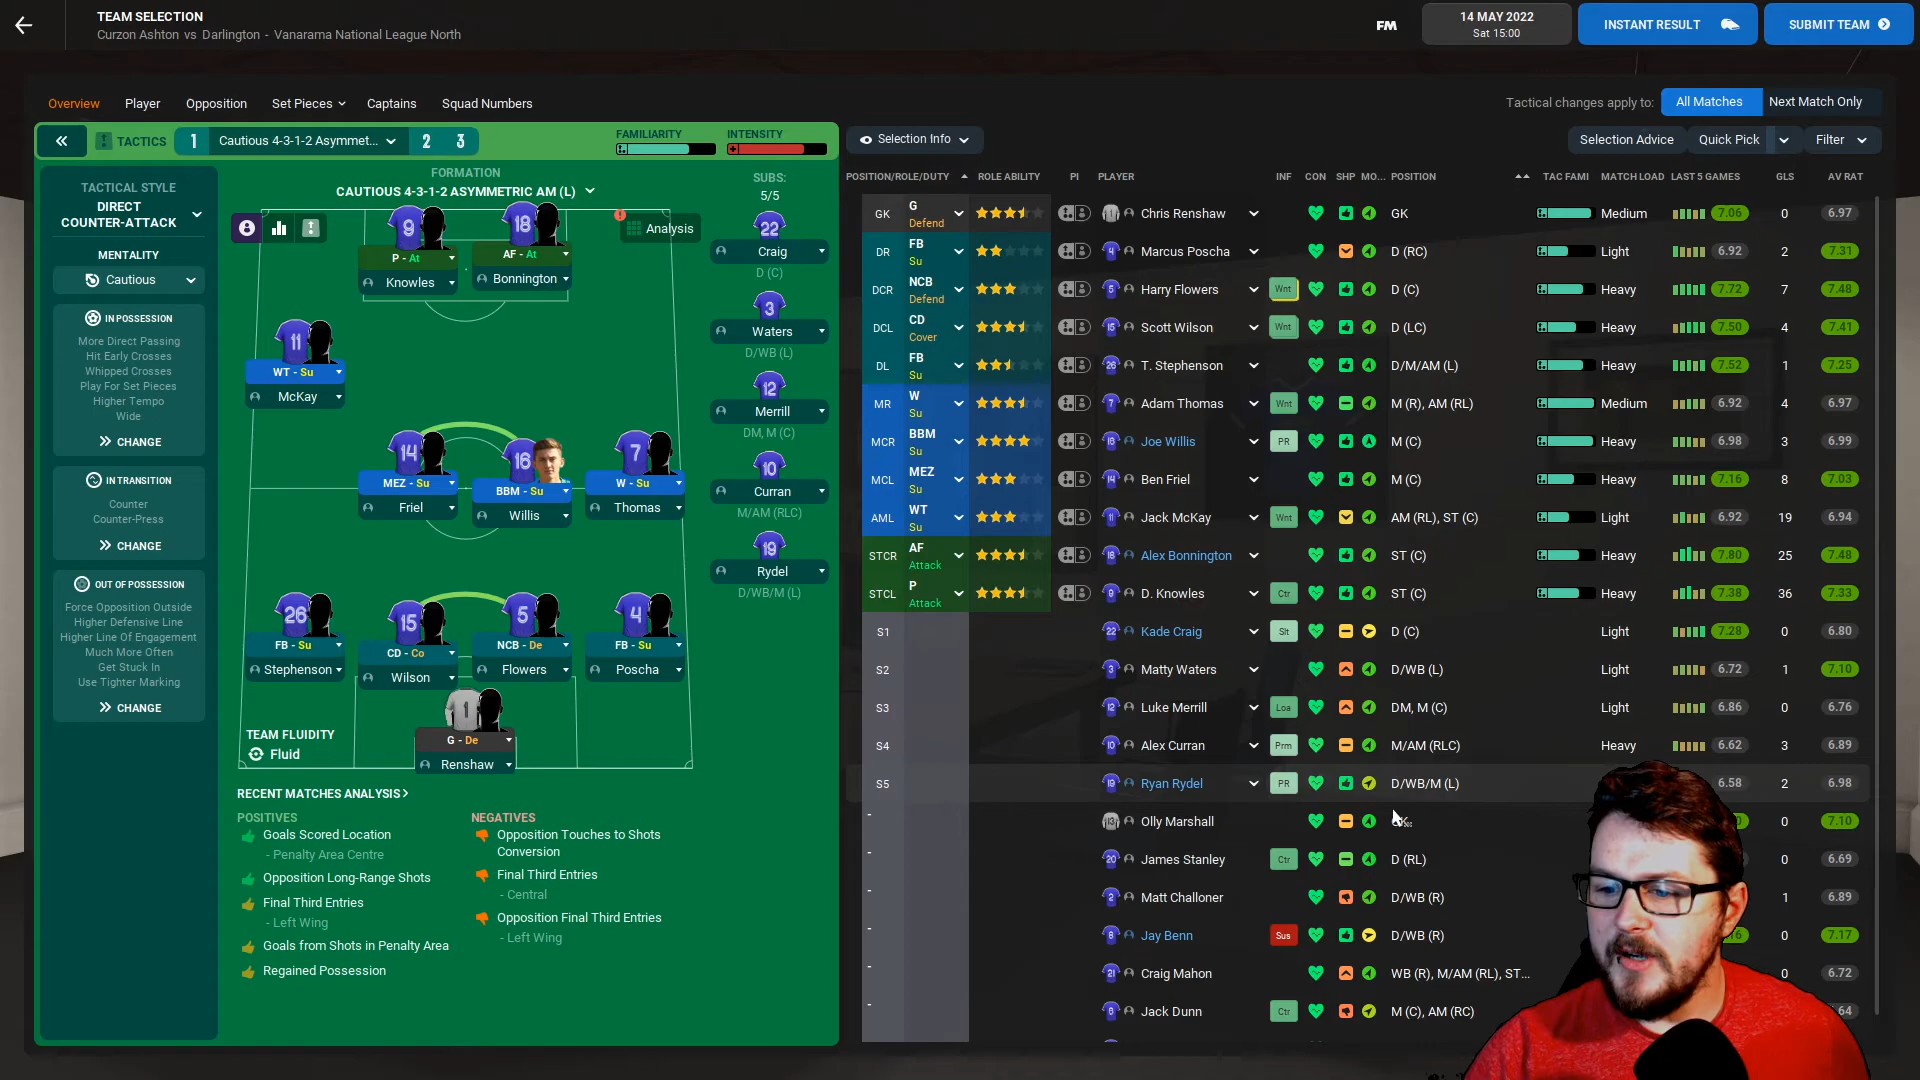 TEAM SELECTION
Curzon Ashton vs Darlington - Vanarama National League North
FM
14 MAY 2022
Sat 15:00
INSTANT RESULT
SUBMIT TEAM
Overview Player Opposition Set Pieces Captains Squad Numbers
Tactical changes apply to: All Matches Next Match Only
TACTICS 1 Cautious 4-3-1-2 Asymmet... 2 3
FAMILIARITY INTENSITY
Selection Info
Selection Advice Quick Pick Filter
TACTICAL STYLE
DIRECT
COUNTER-ATTACK
MENTALITY
Cautious
IN POSSESSION
More Direct Passing
Hit Early Crosses
Whipped Crosses
Play For Set Pieces
Higher Tempo
Wide
CHANGE
IN TRANSITION
Counter
Counter-Press
CHANGE
OUT OF POSSESSION
Force Opposition Outside
Higher Defensive Line
Higher Line Of Engagement
Much More Often
Get Stuck In
Use Tighter Marking
CHANGE
FORMATION
CAUTIOUS 4-3-1-2 ASYMMETRIC AM (L)
Analysis
9
P - At
Knowles
18
AF - At
Bonnington
11
WT - Su
McKay
14
MEZ - Su
Friel
16
BBM - Su
Willis
7
W - Su
Thomas
26
FB - Su
Stephenson
15
CD - Co
Wilson
5
NCB - De
Flowers
4
FB - Su
Poscha
1
G - De
Renshaw
TEAM FLUIDITY
Fluid
SUBS:
5/5
22
Craig
D (C)
3
Waters
D/WB (L)
12
Merrill
DM, M (C)
10
Curran
M/AM (RLC)
19
Rydel
D/WB/M (L)
RECENT MATCHES ANALYSIS
POSITIVES
Goals Scored Location
- Penalty Area Centre
Opposition Long-Range Shots
Final Third Entries
- Left Wing
Goals from Shots in Penalty Area
Regained Possession
NEGATIVES
Opposition Touches to Shots
Conversion
Final Third Entries
- Central
Opposition Final Third Entries
- Left Wing
POSITION/ROLE/DUTY ROLE ABILITY PI PLAYER INF CON SHP MO... POSITION TAC FAMI MATCH LOAD LAST 5 GAMES GLS AV RAT
GK G Defend Chris Renshaw GK Medium 7.06 0 6.97
DR FB Su Marcus Poscha D (RC) Light 6.92 2 7.31
DCR NCB Defend Harry Flowers Wnt D (C) Heavy 7.72 7 7.48
DCL CD Cover Scott Wilson Wnt D (LC) Heavy 7.50 4 7.41
DL FB Su T. Stephenson D/M/AM (L) Heavy 7.52 1 7.25
MR W Su Adam Thomas Wnt M (R), AM (RL) Medium 6.92 4 6.97
MCR BBM Su Joe Willis PR M (C) Heavy 6.98 3 6.99
MCL MEZ Su Ben Friel M (C) Heavy 7.16 8 7.03
AML WT Su Jack McKay Wnt AM (RL), ST (C) Light 6.92 19 6.94
STCR AF Attack Alex Bonnington ST (C) Heavy 7.80 25 7.48
STCL P Attack D. Knowles Ctr ST (C) Heavy 7.38 36 7.33
S1 Kade Craig Slt D (C) Light 7.28 0 6.80
S2 Matty Waters D/WB (L) Light 6.72 1 7.10
S3 Luke Merrill Loa DM, M (C) Light 6.86 0 6.76
S4 Alex Curran Prm M/AM (RLC) Heavy 6.62 3 6.89
S5 Ryan Rydel PR D/WB/M (L) 6.58 2 6.98
- Olly Marshall 0 7.10
- James Stanley Ctr D (RL) 0 6.69
- Matt Challoner D/WB (R) 1 6.89
- Jay Benn Sus D/WB (R) 0 7.17
- Craig Mahon WB (R), M/AM (RL), ST... 0 6.72
- Jack Dunn Ctr M (C), AM (RC)